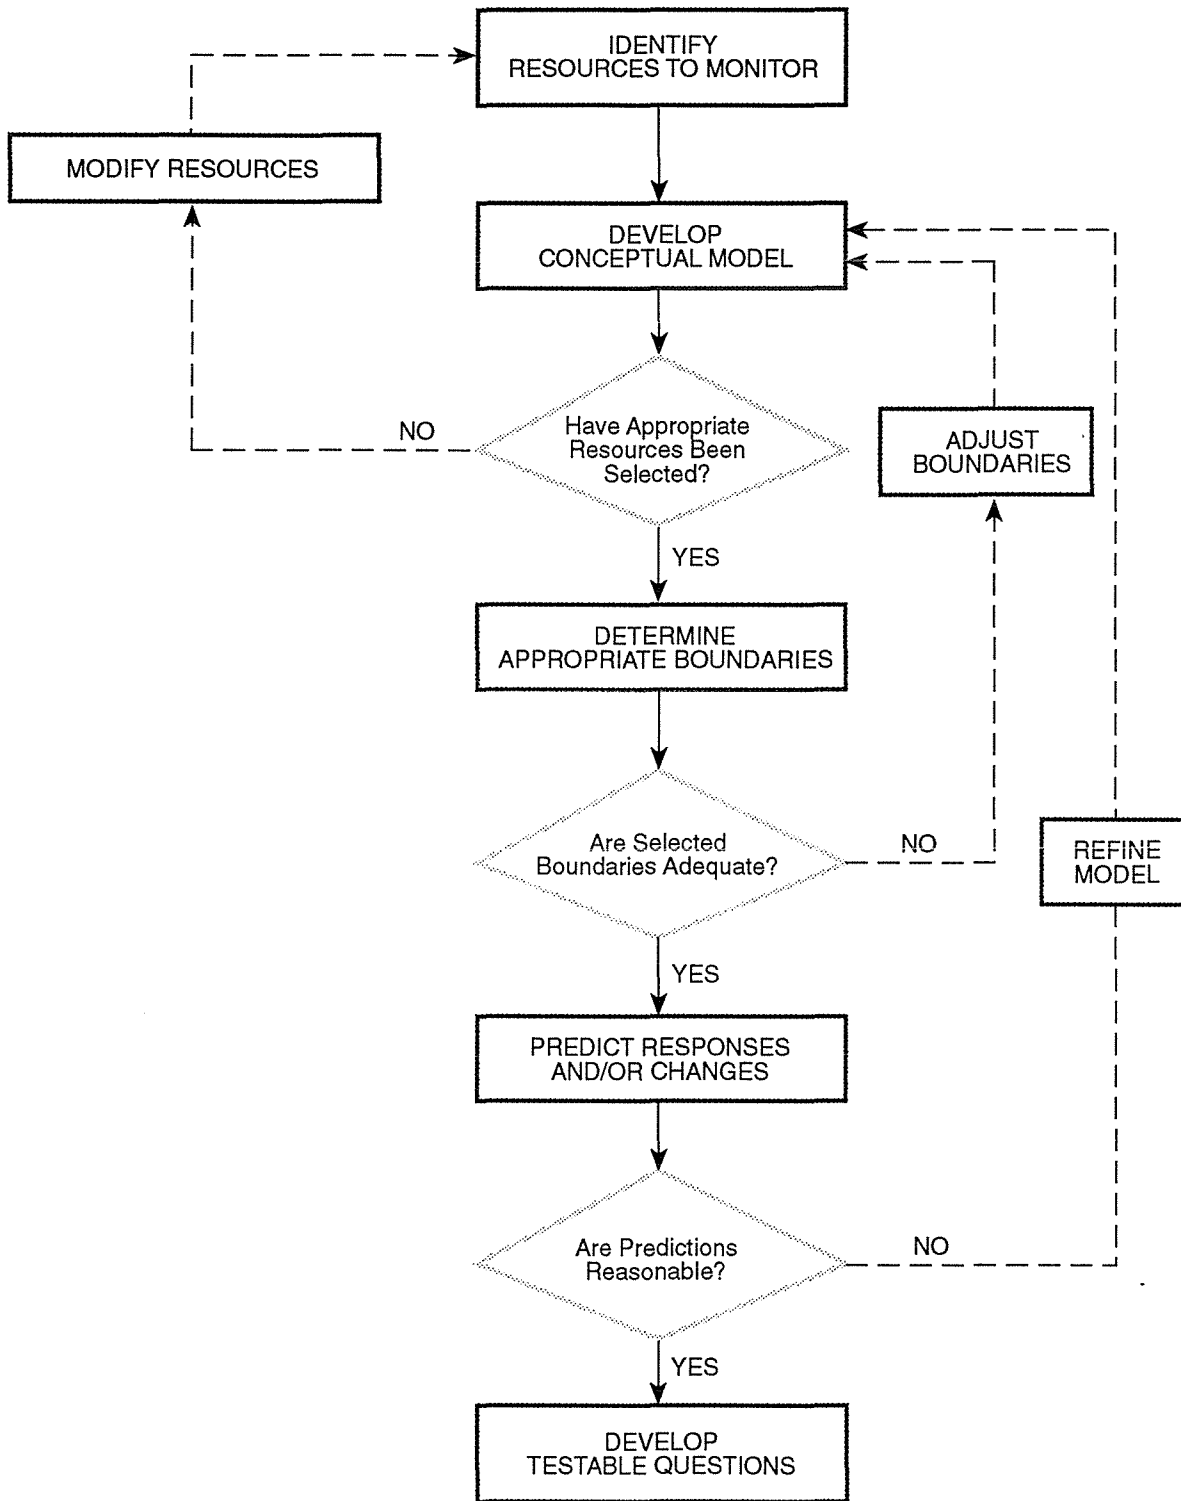 IDENTIFY
RESOURCES TO MONITOR
MODIFY RESOURCES
DEVELOP
CONCEPTUAL MODEL
NO
Have Appropriate
Resources Been
Selected?
ADJUST
BOUNDARIES
YES
DETERMINE
APPROPRIATE BOUNDARIES
Are Selected
Boundaries Adequate?
NO
REFINE
MODEL
YES
PREDICT RESPONSES
AND/OR CHANGES
Are Predictions
Reasonable?
NO
YES
DEVELOP
TESTABLE QUESTIONS